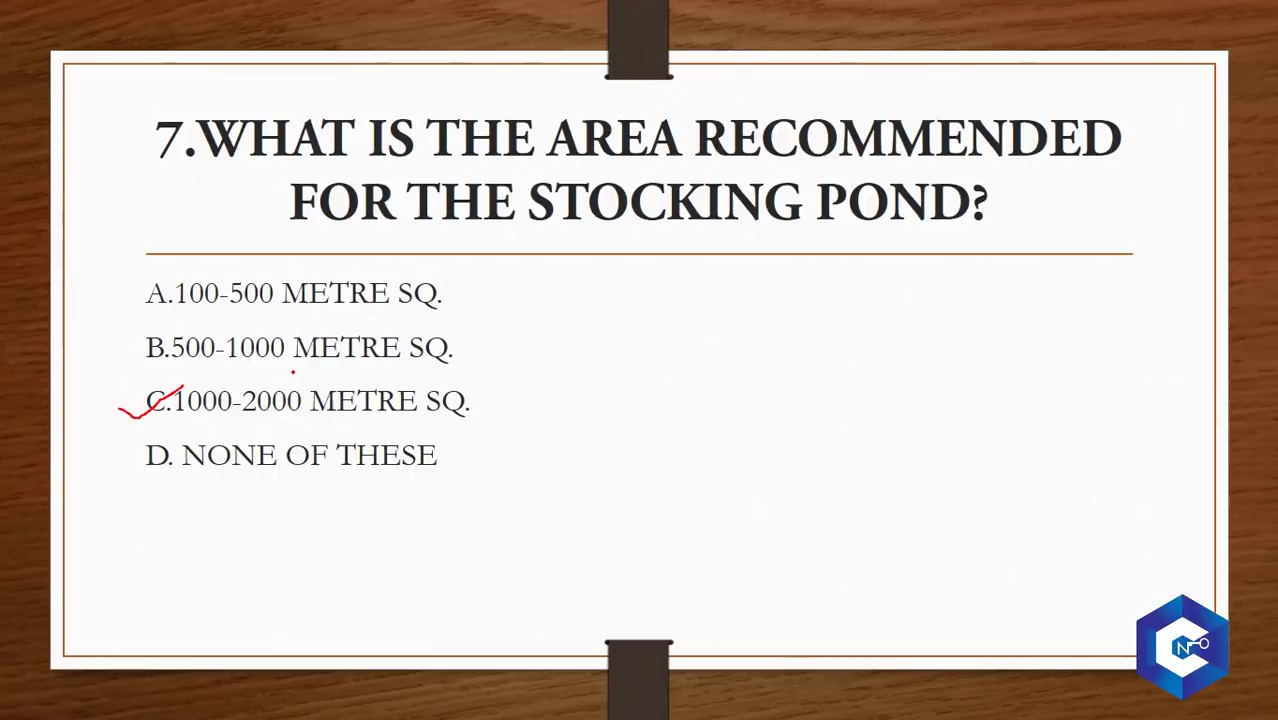 7.WHAT IS THE AREA RECOMMENDED
FOR THE STOCKING POND?
A.100-500 METRE SQ.
B.500-1000 METRE SQ.
C.1000-2000 METRE SQ.
D. NONE OF THESE